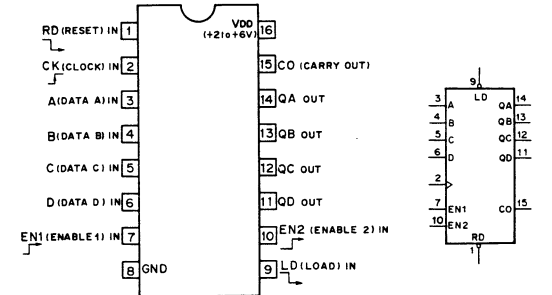 RD (RESET) IN 1
CK (CLOCK) IN 2
A (DATA A) IN 3
B (DATA B) IN 4
C (DATA C) IN 5
D (DATA D) IN 6
EN1 (ENABLE 1) IN 7
8 GND
VDD 16
(+2 to +6V)
15 CO (CARRY OUT)
14 QA OUT
13 QB OUT
12 QC OUT
11 QD OUT
10 EN2 (ENABLE 2) IN
9 LD (LOAD) IN
9
LD
3 A QA 14
4 B QB 13
5 C QC 12
6 D QD 11
2
7 EN1 CO 15
10 EN2
RD
1